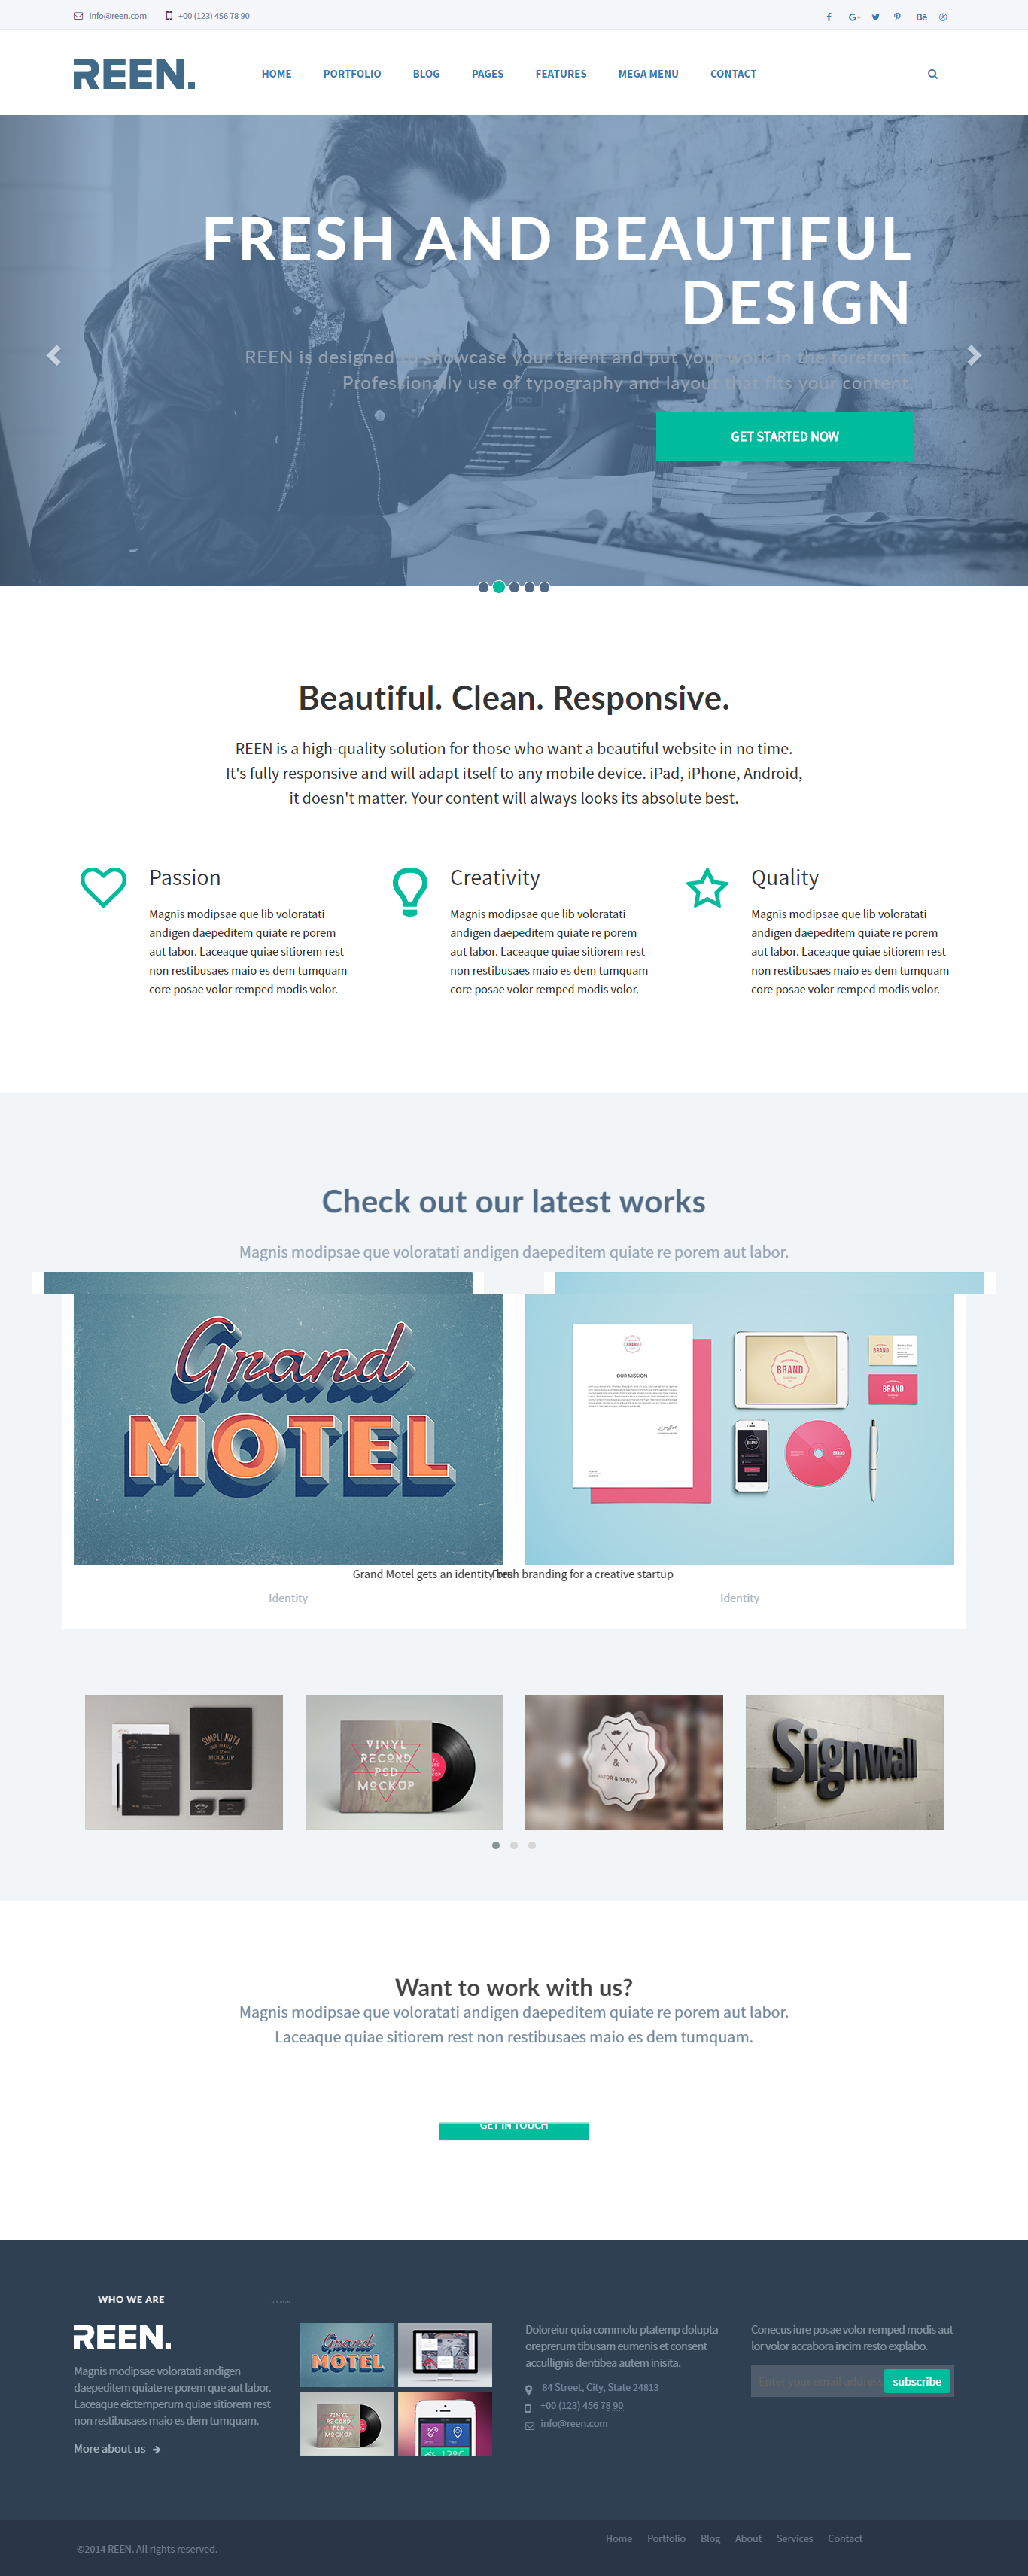 info@reen.com +00 (123) 456 78 90
REEN.
HOME PORTFOLIO BLOG PAGES FEATURES MEGA MENU CONTACT
FRESH AND BEAUTIFUL
DESIGN
REEN is designed to showcase your talent and put your work in the forefront.
Professionally use of typography and layout that fits your content.
GET STARTED NOW
Beautiful. Clean. Responsive.
REEN is a high-quality solution for those who want a beautiful website in no time.
It's fully responsive and will adapt itself to any mobile device. iPad, iPhone, Android,
it doesn't matter. Your content will always looks its absolute best.
Passion
Magnis modipsae que lib voloratati
andigen daepeditem quiate re porem
aut labor. Laceaque quiae sitiorem rest
non restibusaes maio es dem tumquam
core posae volor remped modis volor.
Creativity
Magnis modipsae que lib voloratati
andigen daepeditem quiate re porem
aut labor. Laceaque quiae sitiorem rest
non restibusaes maio es dem tumquam
core posae volor remped modis volor.
Quality
Magnis modipsae que lib voloratati
andigen daepeditem quiate re porem
aut labor. Laceaque quiae sitiorem rest
non restibusaes maio es dem tumquam
core posae volor remped modis volor.
Check out our latest works
Magnis modipsae que voloratati andigen daepeditem quiate re porem aut labor.
Grand
MOTEL
BRAND
OUR MISSION
BRAND
BRAND
BRAND
Grand Motel gets an identity
Fresh branding for a creative startup
Identity
Identity
SIMPLI NOTA
MOCKUP
VINYL
RECORD
PSD
MOCKUP
A Y
&
ASTOR & YANCY
Signwall
Want to work with us?
Magnis modipsae que voloratati andigen daepeditem quiate re porem aut labor.
Laceaque quiae sitiorem rest non restibusaes maio es dem tumquam.
GET IN TOUCH
WHO WE ARE
REEN.
Magnis modipsae voloratati andigen
daepeditem quiate re porem que aut labor.
Laceaque eictemperum quiae sitiorem rest
non restibusaes maio es dem tumquam.
More about us
Grand
MOTEL
VINYL
RECORD
PSD
MOCKUP
Doloreiur quia commolu ptatemp dolupta
oreprerum tibusam eumenis et consent
accullignis dentibea autem inisita.
84 Street, City, State 24813
+00 (123) 456 78 90
info@reen.com
Conecus iure posae volor remped modis aut
lor volor accabora incim resto explabo.
Enter your email address
subscribe
©2014 REEN. All rights reserved.
Home Portfolio Blog About Services Contact